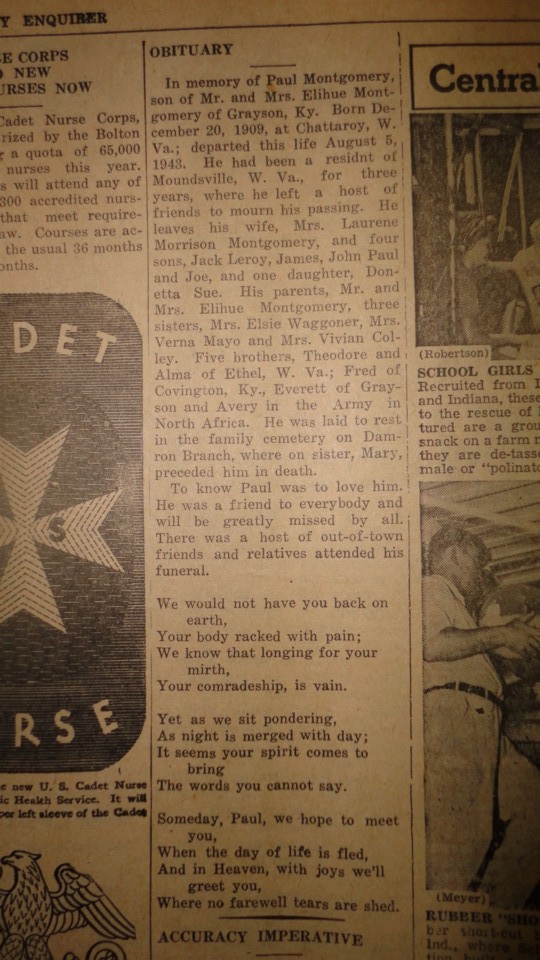 Y ENQUIRER
SE CORPS
NEW
URSES NOW
Cadet Nurse Corps,
rized by the Bolton
g a quota of 65,000
nurses this year.
s will attend any of
300 accredited nurs-
that meet require-
aw. Courses are ac-
the usual 36 months
onths.
DET
S
RSE
e new U. S. Cadet Nurse
ic Health Service. It will
per left sleeve of the Cadet
OBITUARY
In memory of Paul Montgomery,
son of Mr. and Mrs. Elihue Mont-
gomery of Grayson, Ky. Born De-
cember 20, 1909, at Chattaroy, W.
Va.; departed this life August 5,
1943. He had been a residnt of
Moundsville, W. Va., for three
years, where he left a host of
friends to mourn his passing. He
leaves his wife, Mrs. Laurene
Morrison Montgomery, and four
sons, Jack Leroy, James, John Paul
and Joe, and one daughter, Don-
etta Sue. His parents, Mr. and
Mrs. Elihue Montgomery, three
sisters, Mrs. Elsie Waggoner, Mrs.
Verna Mayo and Mrs. Vivian Col-
ley. Five brothers, Theodore and
Alma of Ethel, W. Va.; Fred of
Covington, Ky., Everett of Gray-
son and Avery in the Army in
North Africa. He was laid to rest
in the family cemetery on Dam-
ron Branch, where on sister, Mary,
preceded him in death.
To know Paul was to love him.
He was a friend to everybody and
will be greatly missed by all.
There was a host of out-of-town
friends and relatives attended his
funeral.
We would not have you back on
earth,
Your body racked with pain;
We know that longing for your
mirth,
Your comradeship, is vain.
Yet as we sit pondering,
As night is merged with day;
It seems your spirit comes to
bring
The words you cannot say.
Someday, Paul, we hope to meet
you,
When the day of life is fled,
And in Heaven, with joys we'll
greet you,
Where no farewell tears are shed.
ACCURACY IMPERATIVE
Central
(Robertson)
SCHOOL GIRLS
Recruited from I
and Indiana, these
to the rescue of
tured are a grou
snack on a farm
they are de-tass
male or "polinato
(Meyer)
RUBBER "SHO
ber short-cut
Ind., where